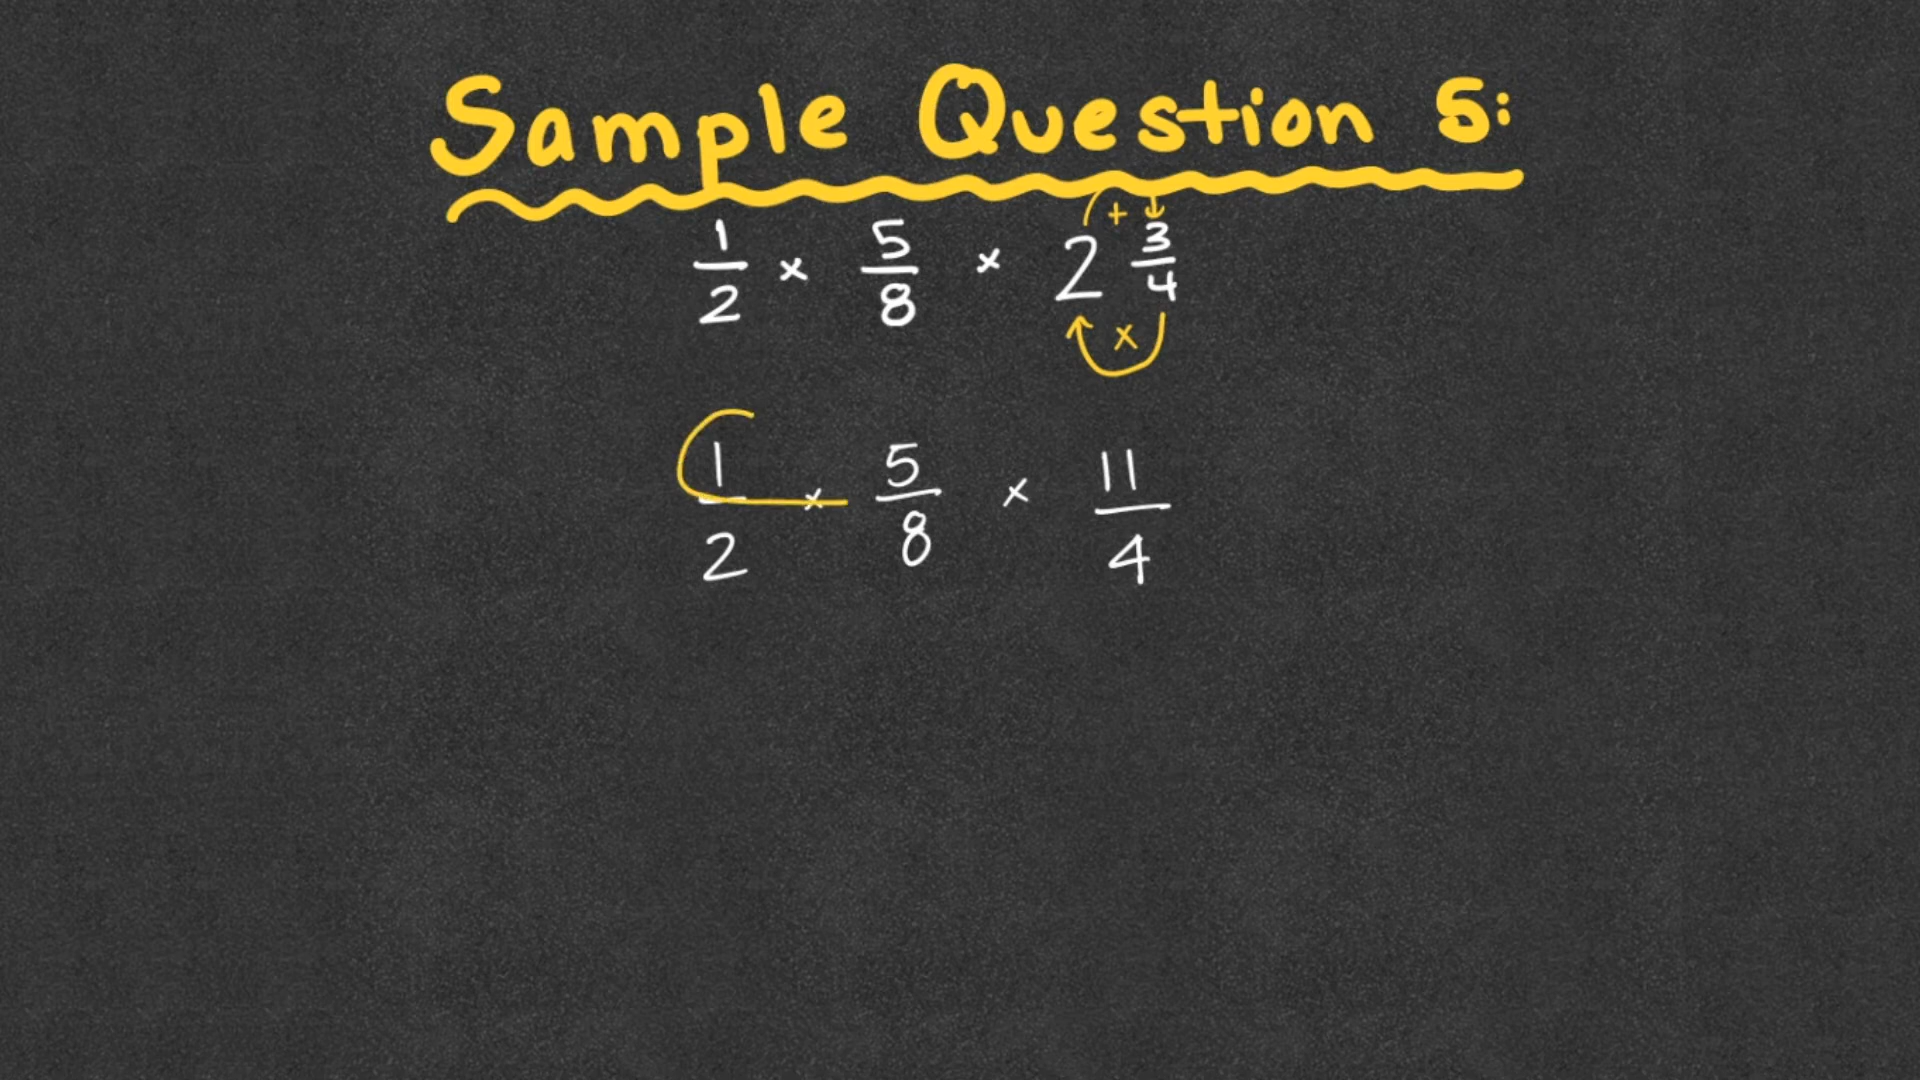 Sample Question 5:
1/2 × 5/8 × 2 3/4
+
×
1/2 × 5/8 × 11/4